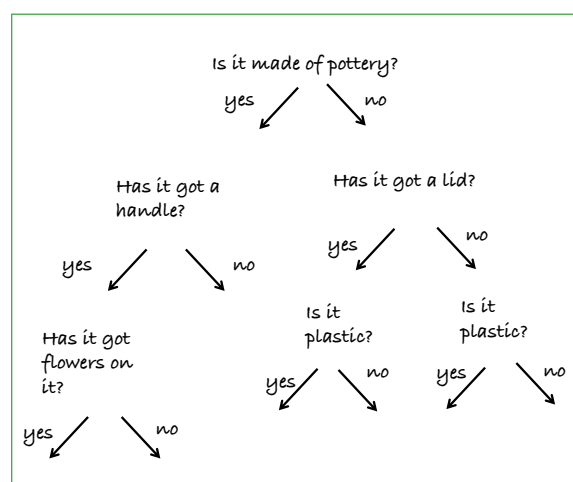 Is it made of pottery?
yes
no
Has it got a
handle?
Has it got a lid?
yes
no
yes
no
Has it got
flowers on
it?
Is it
plastic?
Is it
plastic?
yes
no
yes
no
yes
no